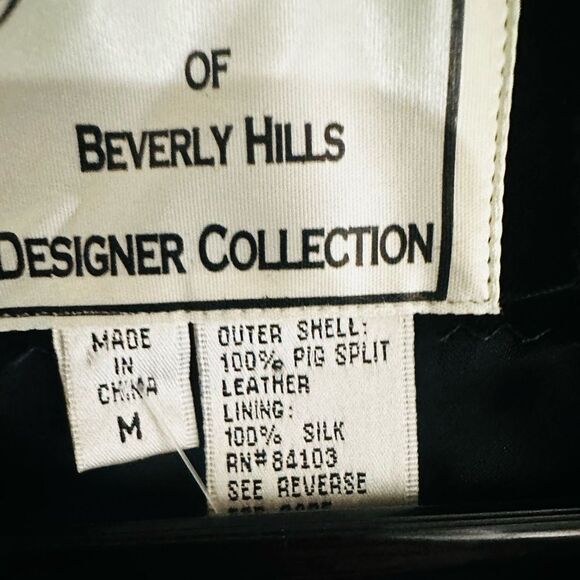 OF
BEVERLY HILLS
DESIGNER COLLECTION
MADE
IN
CHINA
M
OUTER SHELL:
100% PIG SPLIT
LEATHER
LINING:
100% SILK
RN#84103
SEE REVERSE